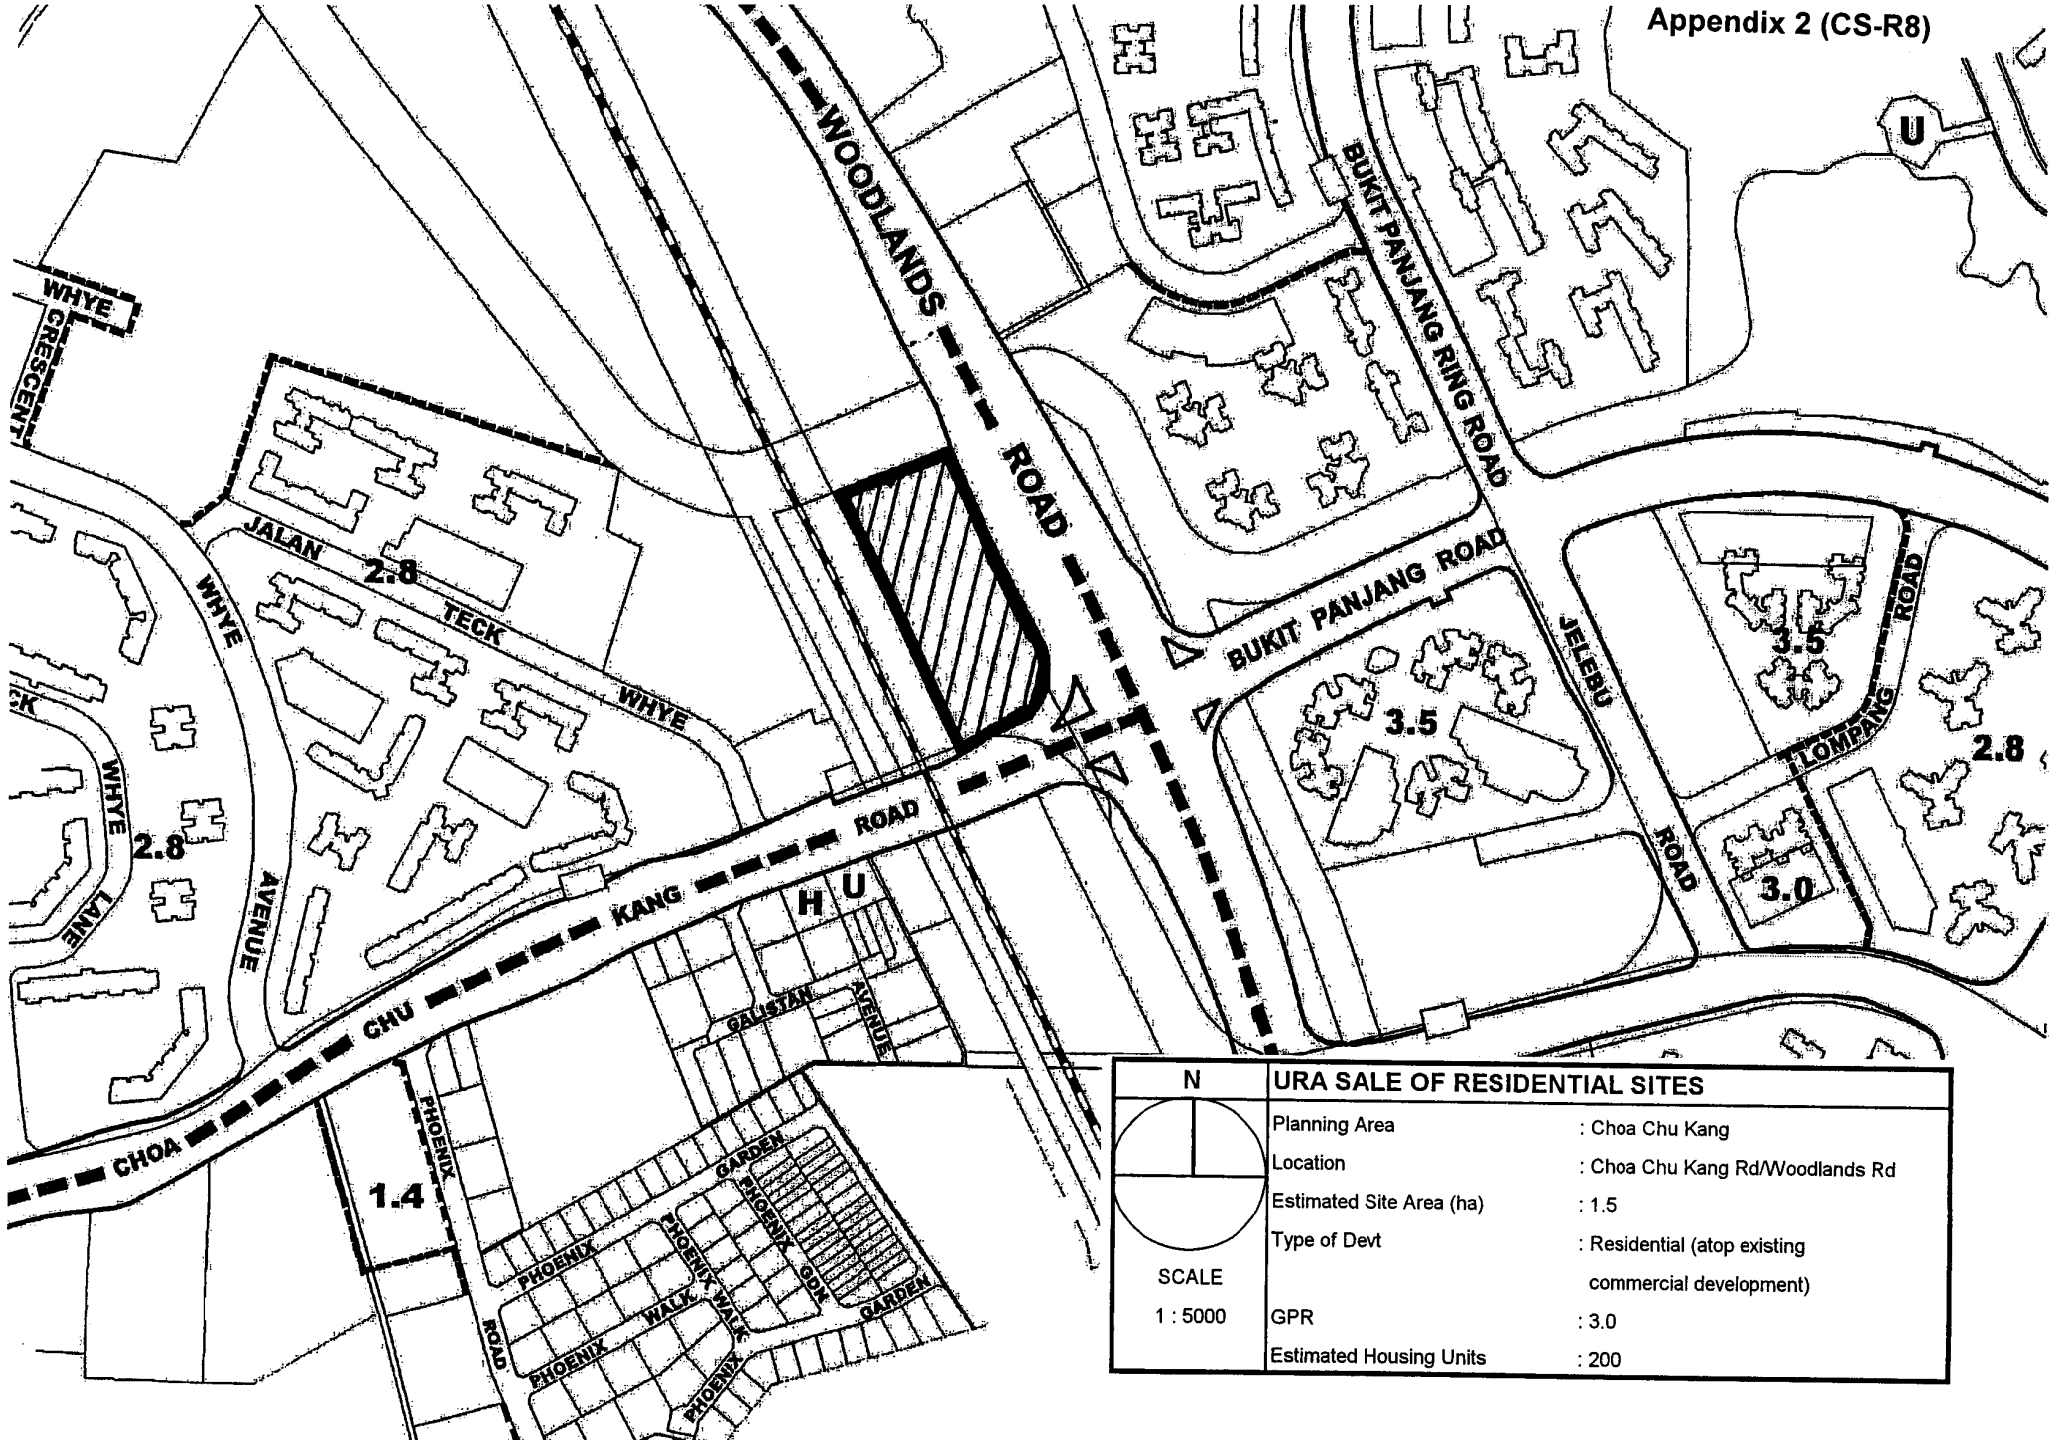 Appendix 2 (CS-R8)
U
WOODLANDS
ROAD
BUKIT PANJANG RING ROAD
WHYE
CRESCENT
JALAN
TECK
WHYE
2.8
WHYE
AVENUE
BUKIT PANJANG ROAD
JELEBU
ROAD
ROAD
LOMPANG
3.5
3.5
2.8
3.0
CK
WHYE
LANE
2.8
CHOA
CHU
KANG
ROAD
H
U
GALISTAN
AVENUE
PHOENIX
ROAD
1.4
PHOENIX
GARDEN
PHOENIX
GDN
PHOENIX
WALK
GARDEN
PHOENIX
WALK
PHOENIX
N
URA SALE OF RESIDENTIAL SITES
Planning Area : Choa Chu Kang
Location : Choa Chu Kang Rd/Woodlands Rd
Estimated Site Area (ha) : 1.5
Type of Devt : Residential (atop existing
commercial development)
SCALE
1 : 5000
GPR : 3.0
Estimated Housing Units : 200